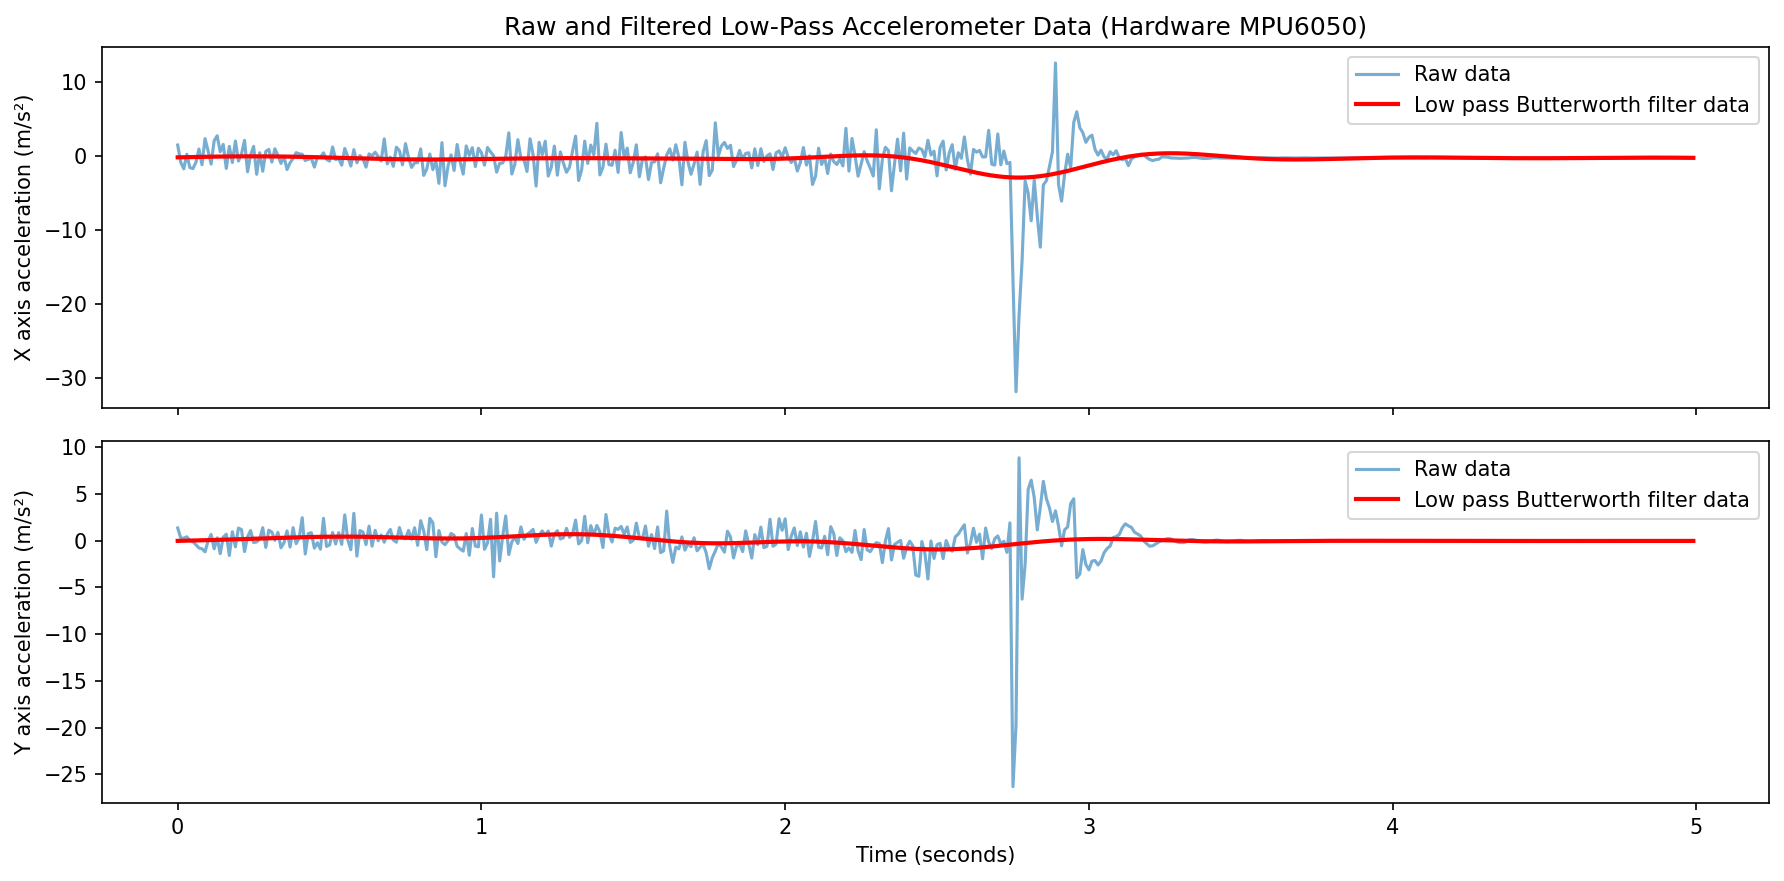 Raw and Filtered Low-Pass Accelerometer Data (Hardware MPU6050)
X axis acceleration (m/s²)
10
0
−10
−20
−30
Raw data
Low pass Butterworth filter data
Y axis acceleration (m/s²)
10
5
0
−5
−10
−15
−20
−25
Raw data
Low pass Butterworth filter data
0 1 2 3 4 5
Time (seconds)